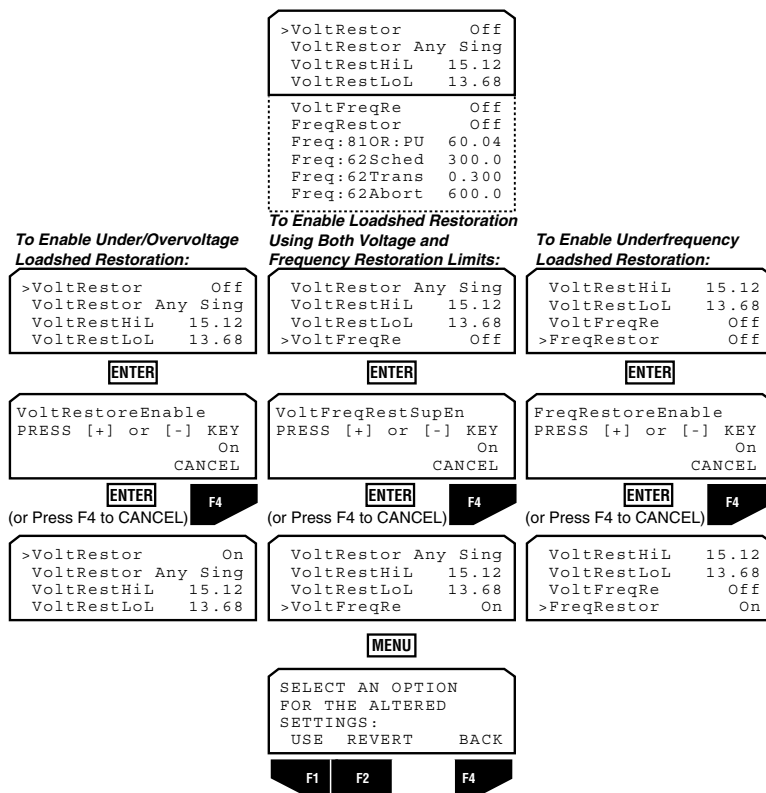 >VoltRestor Off
VoltRestor Any Sing
VoltRestHiL 15.12
VoltRestLoL 13.68
VoltFreqRe Off
FreqRestor Off
Freq:81OR:PU 60.04
Freq:62Sched 300.0
Freq:62Trans 0.300
Freq:62Abort 600.0
To Enable Under/Overvoltage
Loadshed Restoration:
>VoltRestor Off
VoltRestor Any Sing
VoltRestHiL 15.12
VoltRestLoL 13.68
ENTER
VoltRestoreEnable
PRESS [+] or [-] KEY
On
CANCEL
ENTER
F4
(or Press F4 to CANCEL)
>VoltRestor On
VoltRestor Any Sing
VoltRestHiL 15.12
VoltRestLoL 13.68
To Enable Loadshed Restoration
Using Both Voltage and
Frequency Restoration Limits:
VoltRestor Any Sing
VoltRestHiL 15.12
VoltRestLoL 13.68
>VoltFreqRe Off
ENTER
VoltFreqRestSupEn
PRESS [+] or [-] KEY
On
CANCEL
ENTER
F4
(or Press F4 to CANCEL)
VoltRestor Any Sing
VoltRestHiL 15.12
VoltRestLoL 13.68
>VoltFreqRe On
To Enable Underfrequency
Loadshed Restoration:
VoltRestHiL 15.12
VoltRestLoL 13.68
VoltFreqRe Off
>FreqRestor Off
ENTER
FreqRestoreEnable
PRESS [+] or [-] KEY
On
CANCEL
ENTER
F4
(or Press F4 to CANCEL)
VoltRestHiL 15.12
VoltRestLoL 13.68
VoltFreqRe Off
>FreqRestor On
MENU
SELECT AN OPTION
FOR THE ALTERED
SETTINGS:
USE REVERT BACK
F1 F2 F4